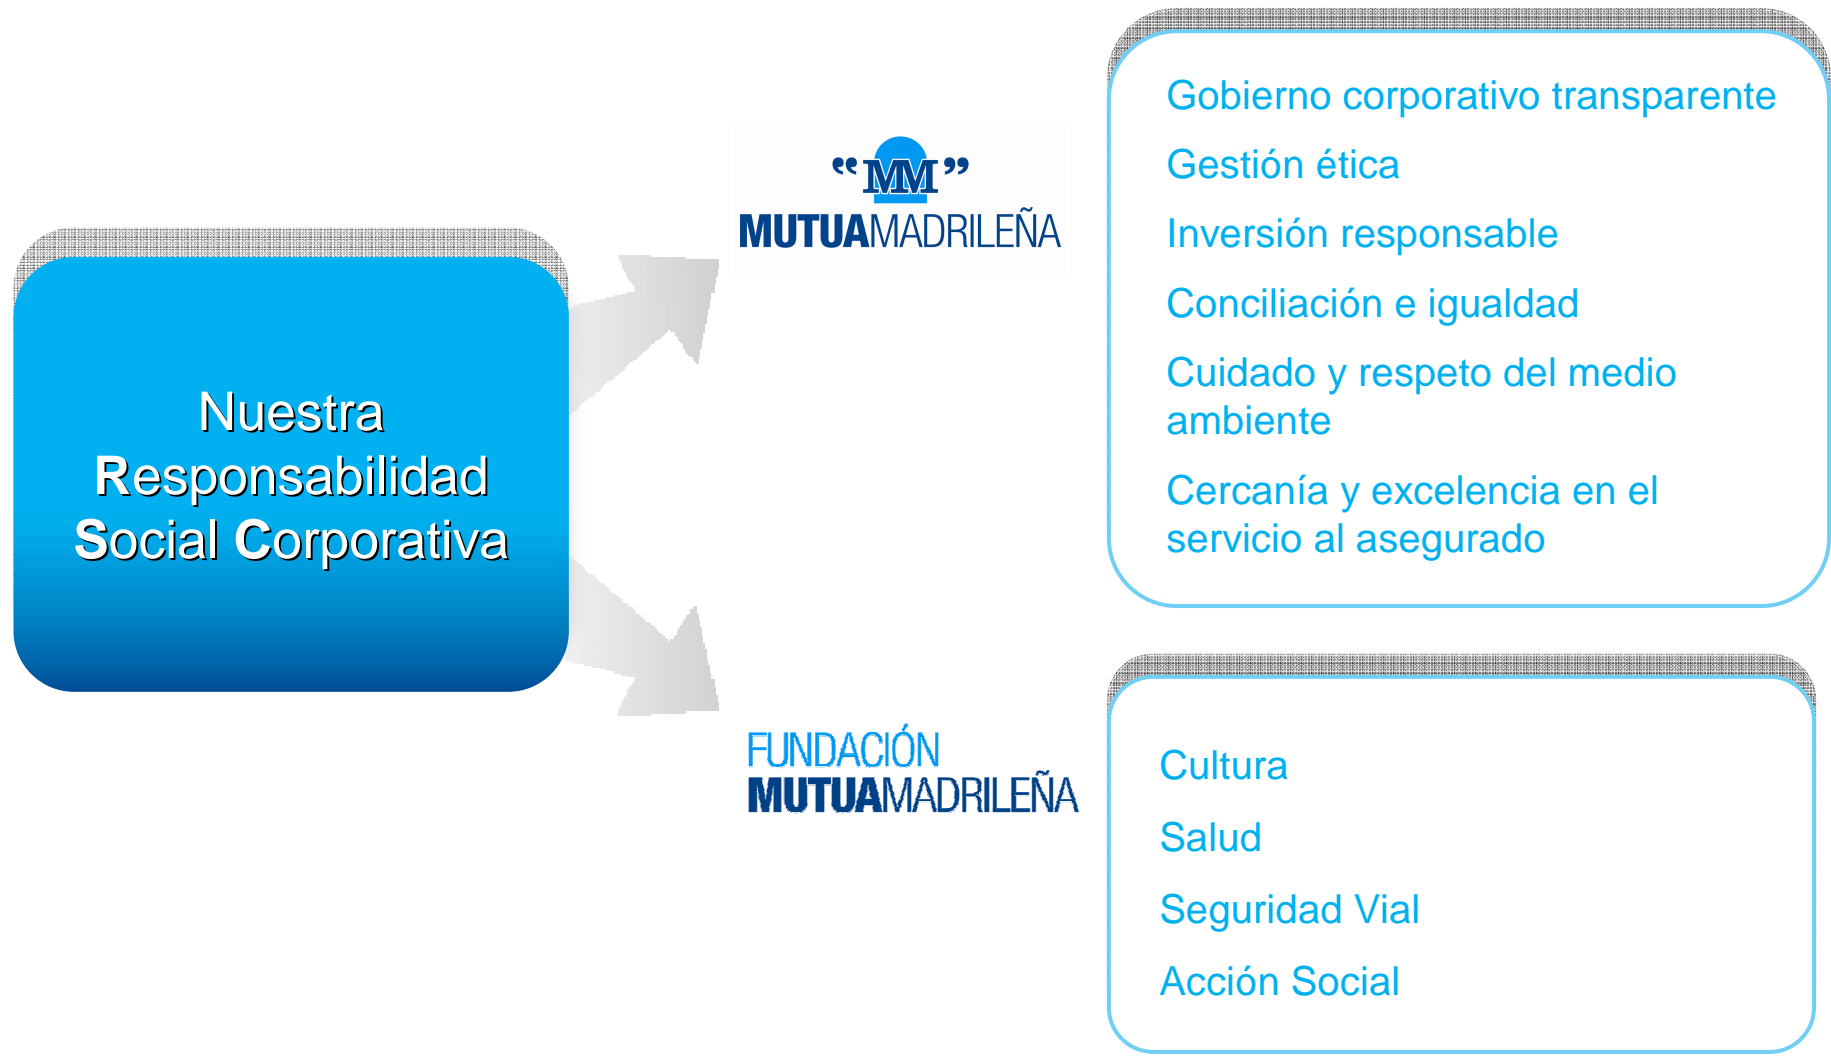 Nuestra
Responsabilidad
Social Corporativa
“MM”
MUTUAMADRILEÑA
Gobierno corporativo transparente
Gestión ética
Inversión responsable
Conciliación e igualdad
Cuidado y respeto del medio
ambiente
Cercanía y excelencia en el
servicio al asegurado
FUNDACIÓN
MUTUAMADRILEÑA
Cultura
Salud
Seguridad Vial
Acción Social